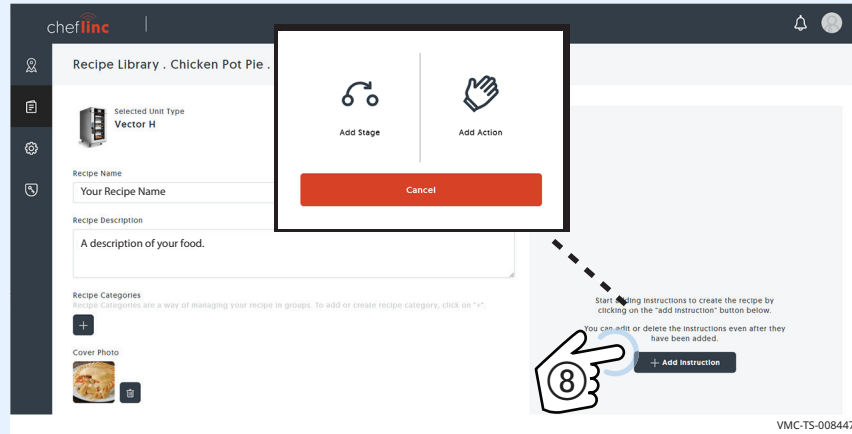 cheflinc
Recipe Library . Chicken Pot Pie .
Selected Unit Type
Vector H
Recipe Name
Your Recipe Name
Recipe Description
A description of your food.
Recipe Categories
Recipe Categories are a way of managing your recipe in groups. To add or create recipe category, click on "+".
+
Cover Photo
Add Stage
Add Action
Cancel
Start adding instructions to create the recipe by
clicking on the "add instruction" button below.
You can edit or delete the instructions even after they
have been added.
+ Add Instruction
8
VMC-TS-008447